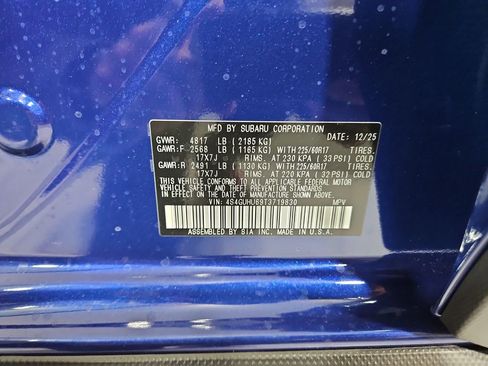 MFD BY SUBARU CORPORATION DATE: 12/25
GVWR: 4817 LB (2185 KG)
GAWR:F 2568 LB (1165 KG) WITH 225/60R17 TIRES.
17X7J RIMS. AT 230 KPA (33 PSI) COLD
GAWR:R 2491 LB (1130 KG) WITH 225/60R17 TIRES.
17X7J RIMS. AT 220 KPA (32 PSI) COLD
THIS VEHICLE CONFORMS TO ALL APPLICABLE FEDERAL MOTOR
VEHICLE SAFETY STANDARDS IN EFFECT ON THE DATE OF
MANUFACTURE SHOWN ABOVE.
VIN: 4S4GUHU69T3719830 MPV
ASSEMBLED BY SIA INC. MADE IN U.S.A.